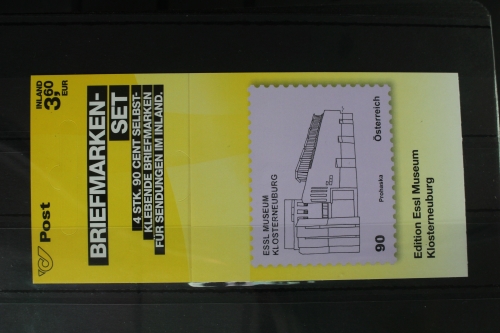 Post
INLAND
3,60
EUR
BRIEFMARKEN-
SET
4 STK. 90 CENT SELBST-
KLEBENDE BRIEFMARKEN
FÜR SENDUNGEN IM INLAND.
ESSL MUSEUM
KLOSTERNEUBURG
90
Prohaska
Österreich
Edition Essl Museum
Klosterneuburg